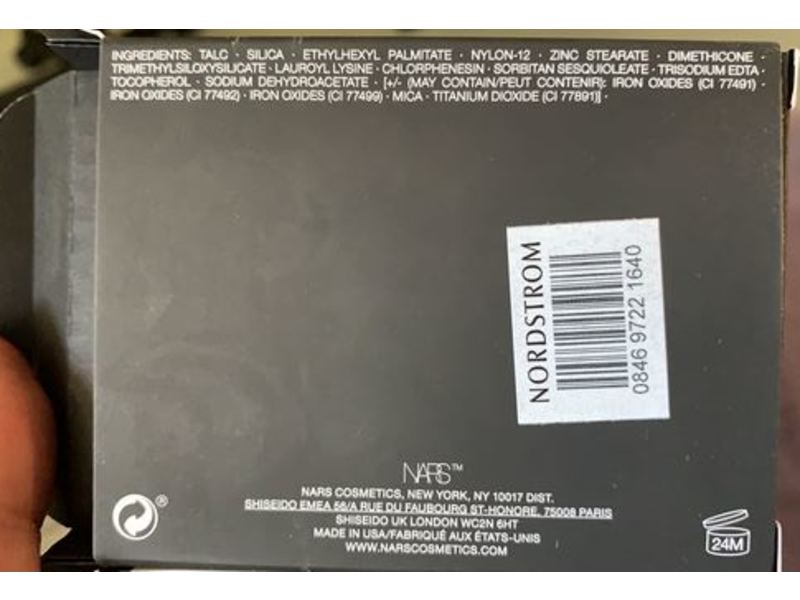 INGREDIENTS: TALC · SILICA · ETHYLHEXYL PALMITATE · NYLON-12 · ZINC STEARATE · DIMETHICONE ·
TRIMETHYLSILOXYSILICATE · LAUROYL LYSINE · CHLORPHENESIN · SORBITAN SESQUIOLEATE · TRISODIUM EDTA ·
TOCOPHEROL · SODIUM DEHYDROACETATE · [+/- (MAY CONTAIN/PEUT CONTENIR): IRON OXIDES (CI 77491) ·
IRON OXIDES (CI 77492) · IRON OXIDES (CI 77499) · MICA · TITANIUM DIOXIDE (CI 77891)] ·
NORDSTROM
0846 9722 1640
NARS™
NARS COSMETICS, NEW YORK, NY 10017 DIST.
SHISEIDO EMEA 56/A RUE DU FAUBOURG ST-HONORE, 75008 PARIS
SHISEIDO UK LONDON WC2N 6HT
MADE IN USA/FABRIQUÉ AUX ÉTATS-UNIS
WWW.NARSCOSMETICS.COM
®
24M